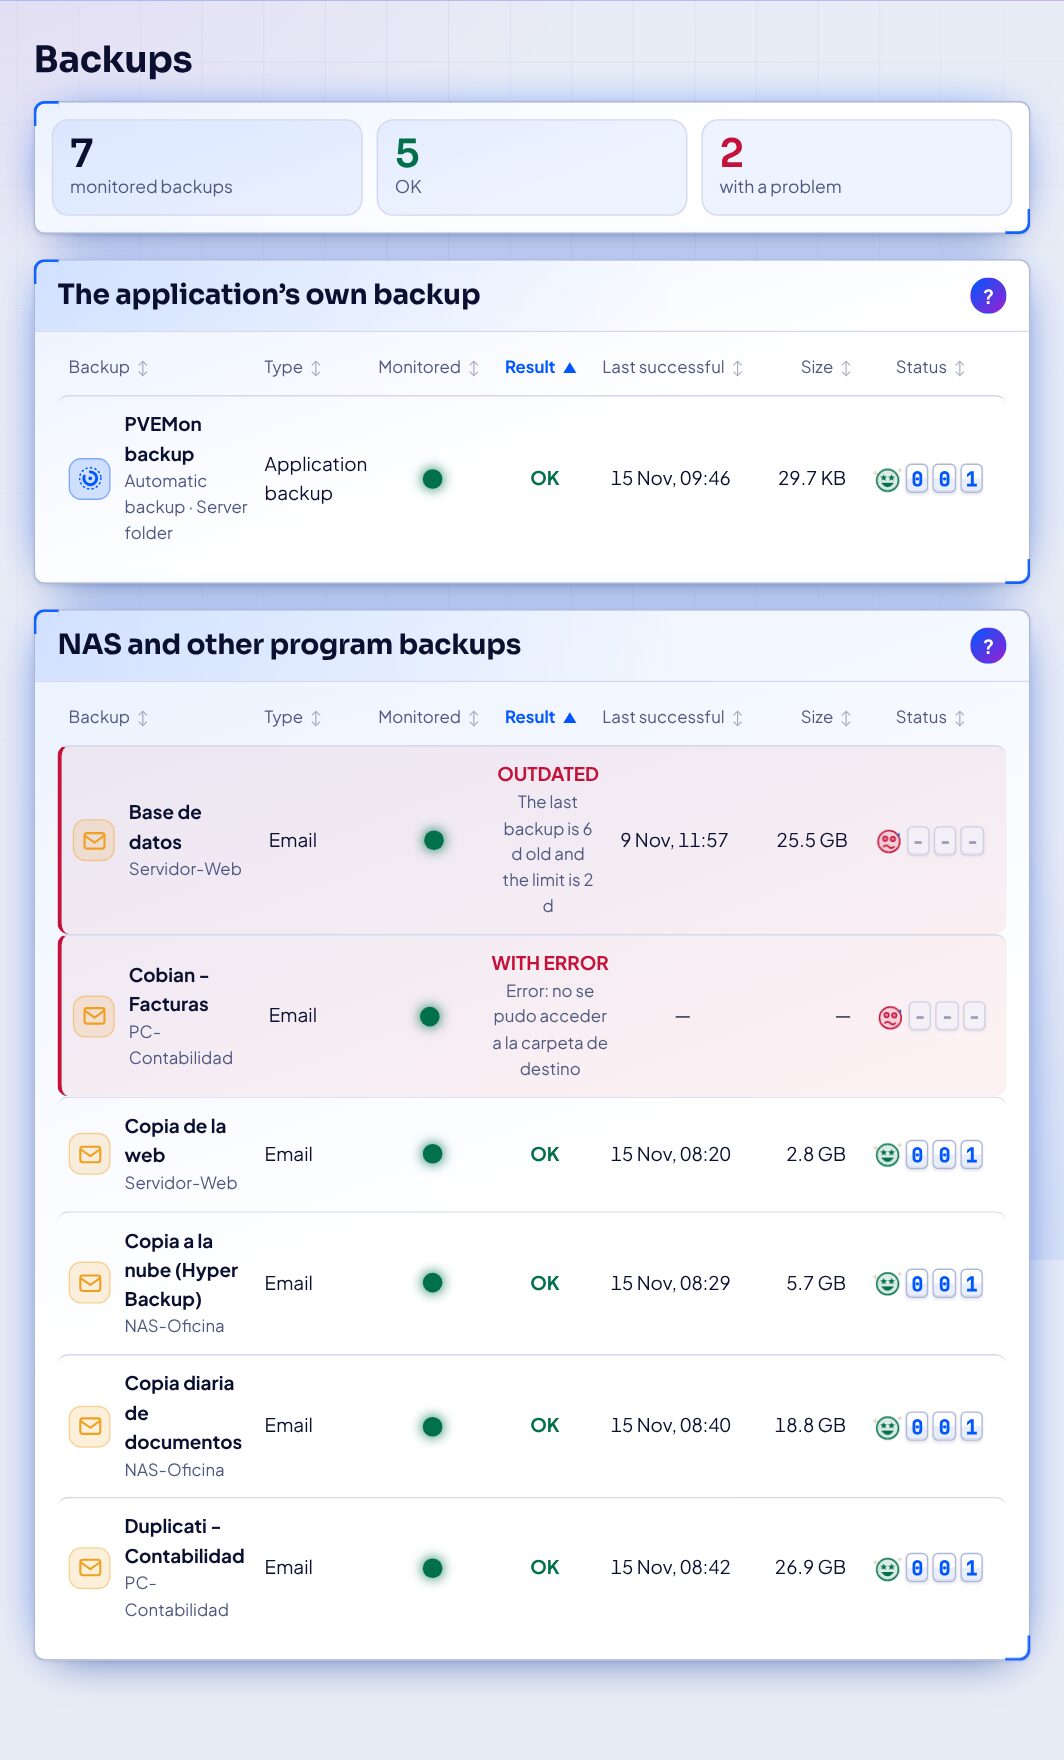 Backups
7
monitored backups
5
OK
2
with a problem
The application's own backup
?
Backup Type Monitored Result Last successful Size Status
PVEMon
backup
Automatic
backup · Server
folder
Application
backup
OK
15 Nov, 09:46
29.7 KB
0 0 1
NAS and other program backups
?
Backup Type Monitored Result Last successful Size Status
Base de
datos
Servidor-Web
Email
OUTDATED
The last
backup is 6
d old and
the limit is 2
d
9 Nov, 11:57
25.5 GB
- - -
Cobian -
Facturas
PC-
Contabilidad
Email
WITH ERROR
Error: no se
pudo acceder
a la carpeta de
destino
—
—
- - -
Copia de la
web
Servidor-Web
Email
OK
15 Nov, 08:20
2.8 GB
0 0 1
Copia a la
nube (Hyper
Backup)
NAS-Oficina
Email
OK
15 Nov, 08:29
5.7 GB
0 0 1
Copia diaria
de
documentos
NAS-Oficina
Email
OK
15 Nov, 08:40
18.8 GB
0 0 1
Duplicati -
Contabilidad
PC-
Contabilidad
Email
OK
15 Nov, 08:42
26.9 GB
0 0 1